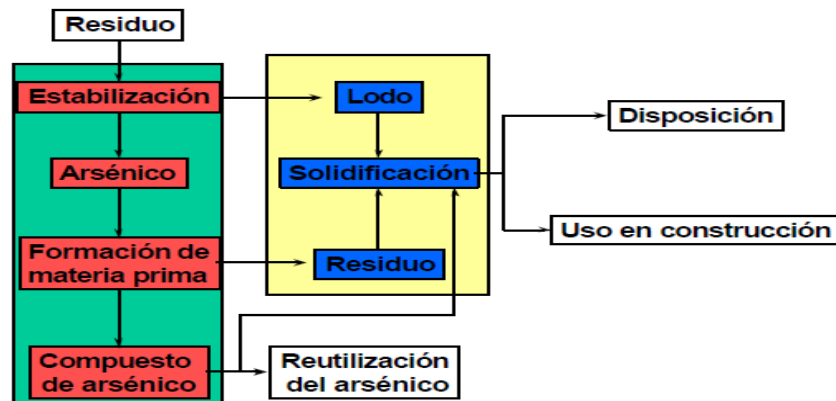 Residuo
Estabilización
Lodo
Disposición
Arsénico
Solidificación
Uso en construcción
Formación de
materia prima
Residuo
Compuesto
de arsénico
Reutilización
del arsénico